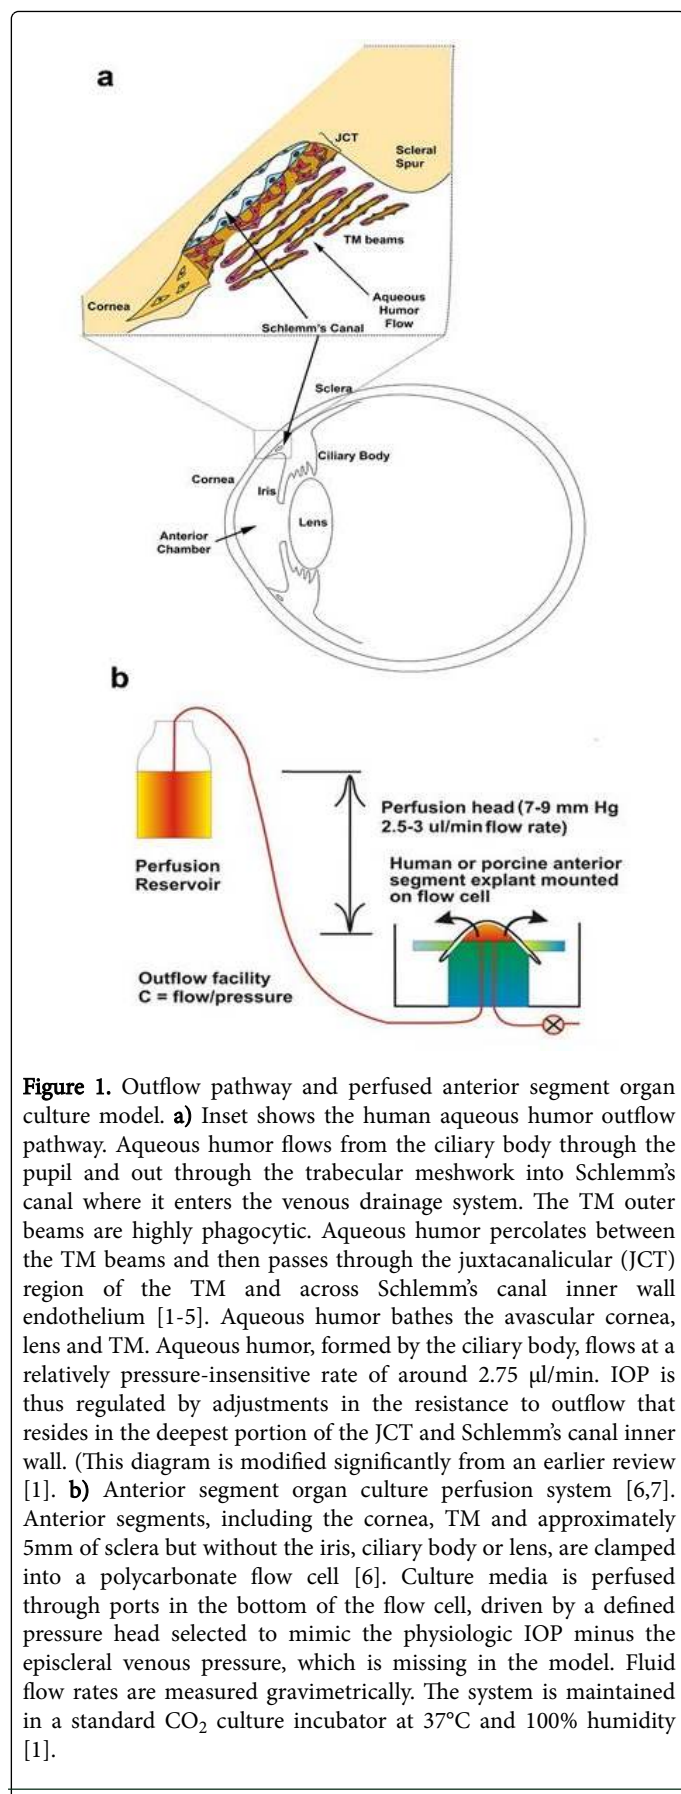 a
JCT
Scleral
Spur
TM beams
Aqueous
Humor
Flow
Cornea
Schlemm's Canal
Sclera
Ciliary Body
Cornea
Iris
Lens
Anterior
Chamber
b
Perfusion head (7-9 mm Hg
2.5-3 ul/min flow rate)
Perfusion
Reservoir
Human or porcine anterior
segment explant mounted
on flow cell
Outflow facility
C = flow/pressure
Figure 1. Outflow pathway and perfused anterior segment organ
culture model. a) Inset shows the human aqueous humor outflow
pathway. Aqueous humor flows from the ciliary body through the
pupil and out through the trabecular meshwork into Schlemm's
canal where it enters the venous drainage system. The TM outer
beams are highly phagocytic. Aqueous humor percolates between
the TM beams and then passes through the juxtacanalicular (JCT)
region of the TM and across Schlemm's canal inner wall
endothelium [1-5]. Aqueous humor bathes the avascular cornea,
lens and TM. Aqueous humor, formed by the ciliary body, flows at a
relatively pressure-insensitive rate of around 2.75 μl/min. IOP is
thus regulated by adjustments in the resistance to outflow that
resides in the deepest portion of the JCT and Schlemm's canal inner
wall. (This diagram is modified significantly from an earlier review
[1]. b) Anterior segment organ culture perfusion system [6,7].
Anterior segments, including the cornea, TM and approximately
5mm of sclera but without the iris, ciliary body or lens, are clamped
into a polycarbonate flow cell [6]. Culture media is perfused
through ports in the bottom of the flow cell, driven by a defined
pressure head selected to mimic the physiologic IOP minus the
episcleral venous pressure, which is missing in the model. Fluid
flow rates are measured gravimetrically. The system is maintained
in a standard CO₂ culture incubator at 37°C and 100% humidity
[1].